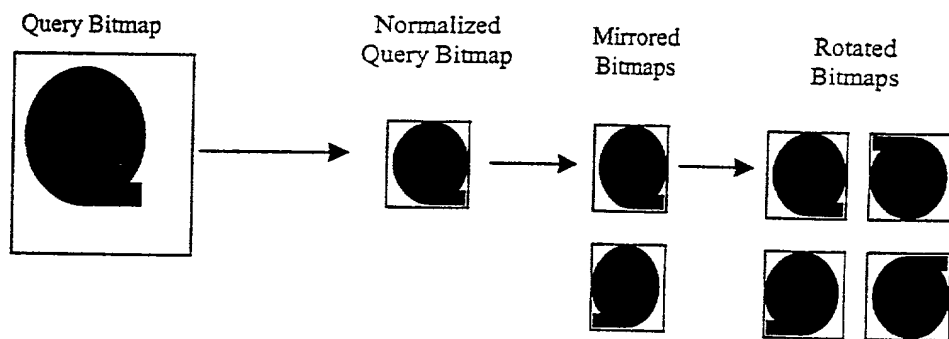 Query Bitmap
Normalized
Query Bitmap
Mirrored
Bitmaps
Rotated
Bitmaps